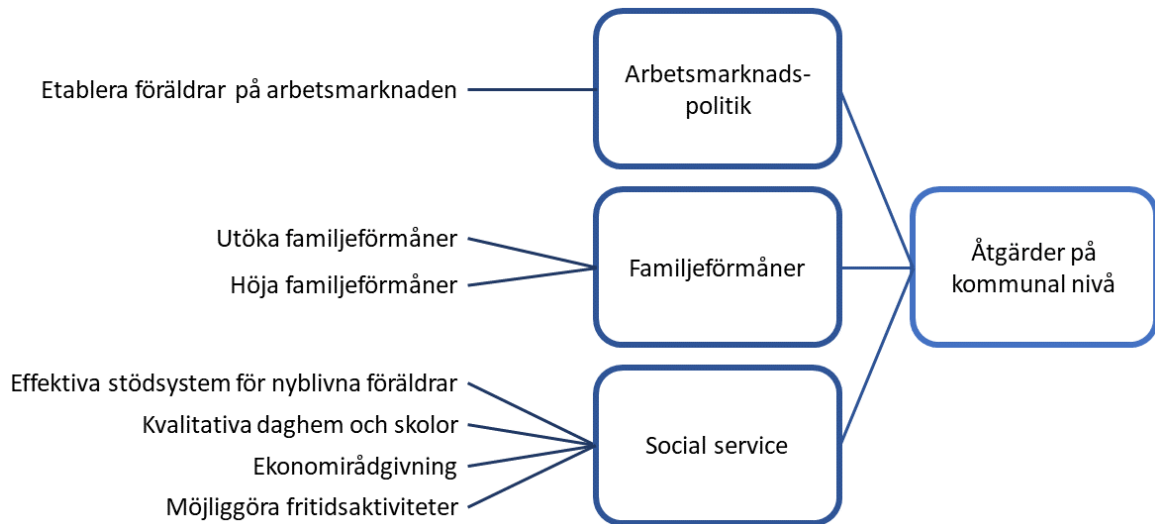 Etablera föräldrar på arbetsmarknaden
Arbetsmarknads-
politik
Utöka familjeförmåner
Höja familjeförmåner
Familjeförmåner
Åtgärder på
kommunal nivå
Effektiva stödsystem för nyblivna föräldrar
Kvalitativa daghem och skolor
Ekonomirådgivning
Möjliggöra fritidsaktiviteter
Social service